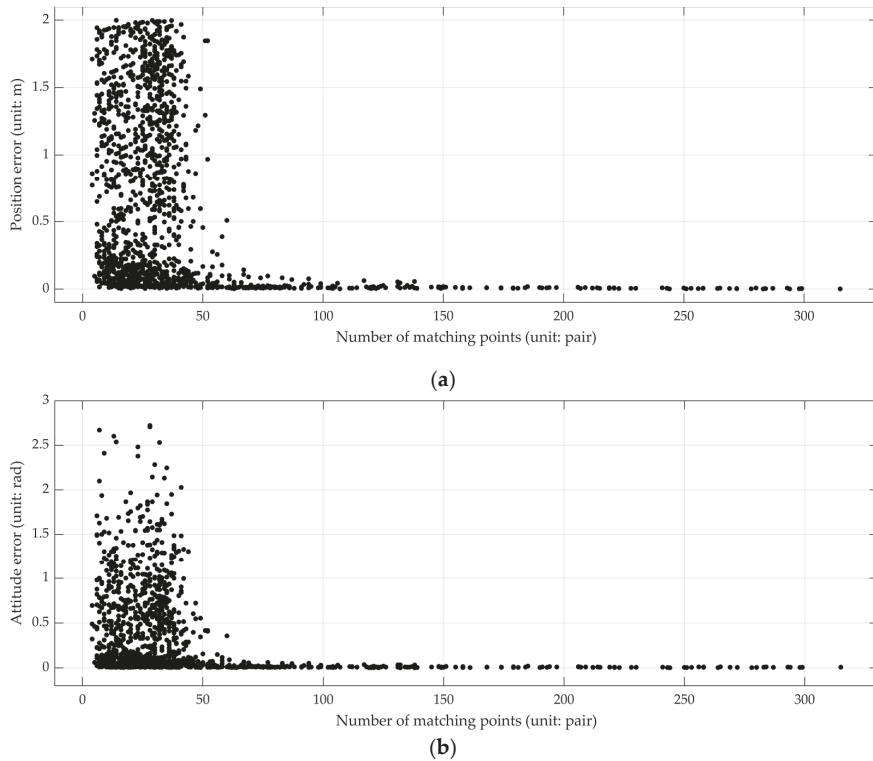 2
1.5
1
0.5
0
Position error (unit: m)
0 50 100 150 200 250 300
Number of matching points (unit: pair)
(a)
3
2.5
2
1.5
1
0.5
0
Attitude error (unit: rad)
0 50 100 150 200 250 300
Number of matching points (unit: pair)
(b)